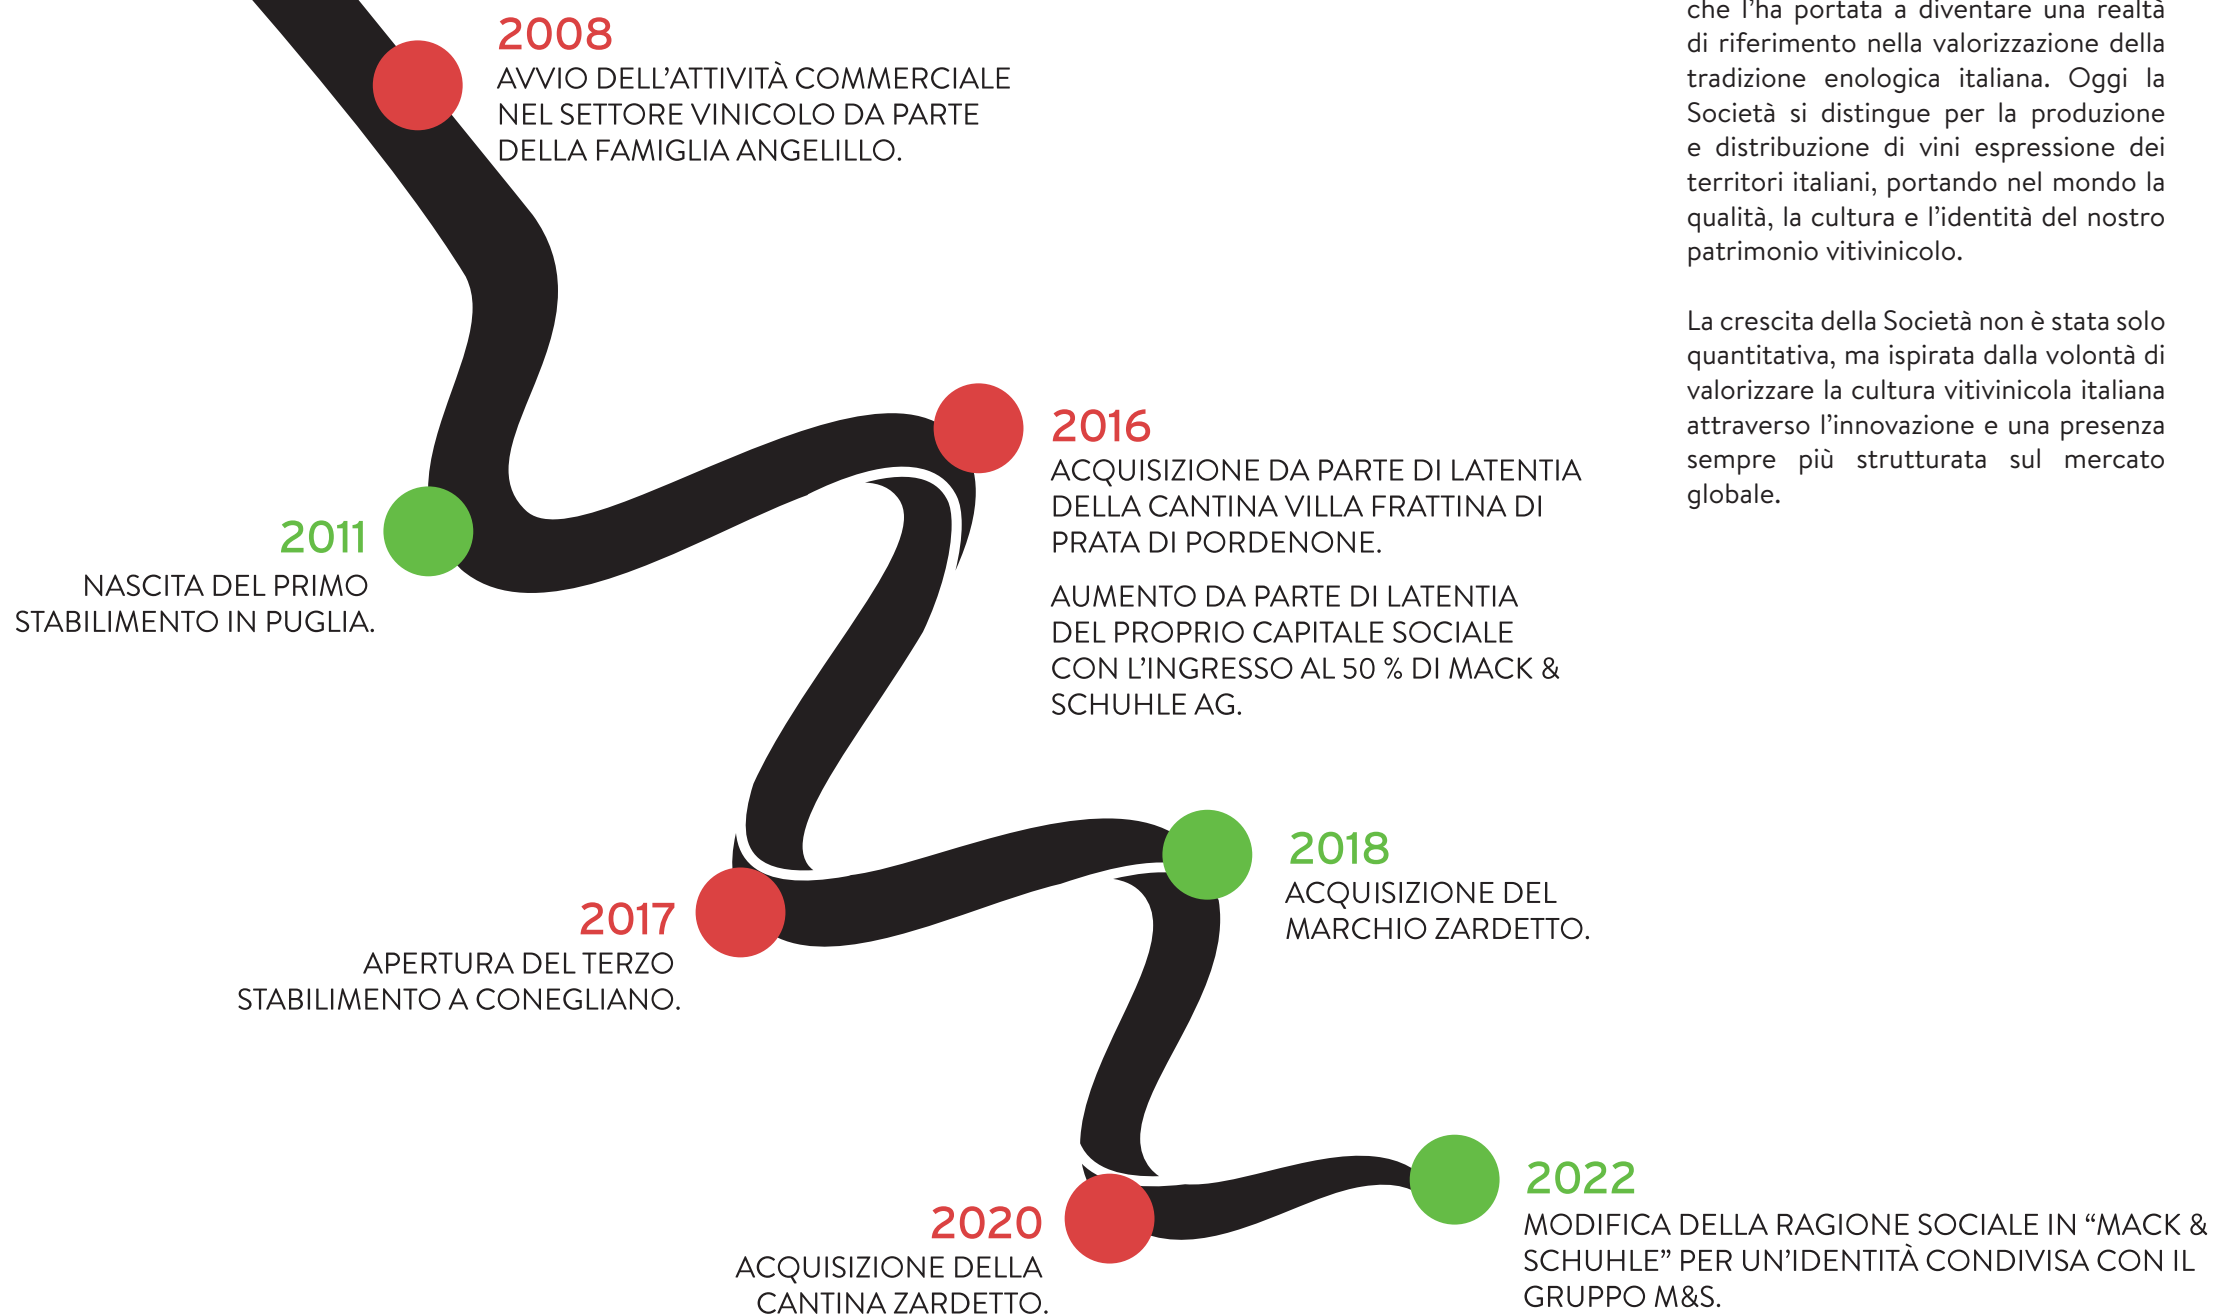 2008
AVVIO DELL’ATTIVITÀ COMMERCIALE
NEL SETTORE VINICOLO DA PARTE
DELLA FAMIGLIA ANGELILLO.
2011
NASCITA DEL PRIMO
STABILIMENTO IN PUGLIA.
2016
ACQUISIZIONE DA PARTE DI LATENTIA
DELLA CANTINA VILLA FRATTINA DI
PRATA DI PORDENONE.
AUMENTO DA PARTE DI LATENTIA
DEL PROPRIO CAPITALE SOCIALE
CON L’INGRESSO AL 50 % DI MACK &
SCHUHLE AG.
2017
APERTURA DEL TERZO
STABILIMENTO A CONEGLIANO.
2018
ACQUISIZIONE DEL
MARCHIO ZARDETTO.
2020
ACQUISIZIONE DELLA
CANTINA ZARDETTO.
2022
MODIFICA DELLA RAGIONE SOCIALE IN “MACK &
SCHUHLE” PER UN’IDENTITÀ CONDIVISA CON IL
GRUPPO M&S.
che l’ha portata a diventare una realtà
di riferimento nella valorizzazione della
tradizione enologica italiana. Oggi la
Società si distingue per la produzione
e distribuzione di vini espressione dei
territori italiani, portando nel mondo la
qualità, la cultura e l’identità del nostro
patrimonio vitivinicolo.
La crescita della Società non è stata solo
quantitativa, ma ispirata dalla volontà di
valorizzare la cultura vitivinicola italiana
attraverso l’innovazione e una presenza
sempre più strutturata sul mercato
globale.